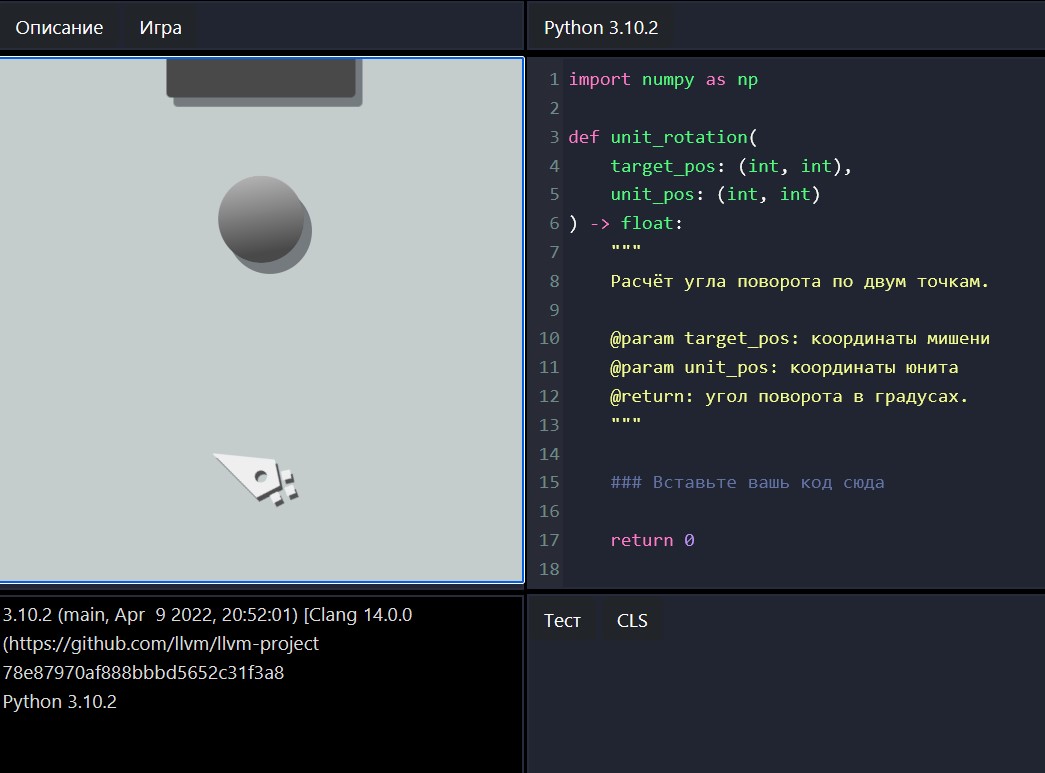 Описание Игра
Python 3.10.2
1 import numpy as np
2
3 def unit_rotation(
4 target_pos: (int, int),
5 unit_pos: (int, int)
6 ) -> float:
7 """
8 Расчёт угла поворота по двум точкам.
9
10 @param target_pos: координаты мишени
11 @param unit_pos: координаты юнита
12 @return: угол поворота в градусах.
13 """
14
15 ### Вставьте вашь код сюда
16
17 return 0
18
3.10.2 (main, Apr 9 2022, 20:52:01) [Clang 14.0.0
(https://github.com/llvm/llvm-project
78e87970af888bbbd5652c31f3a8
Python 3.10.2
Тест CLS